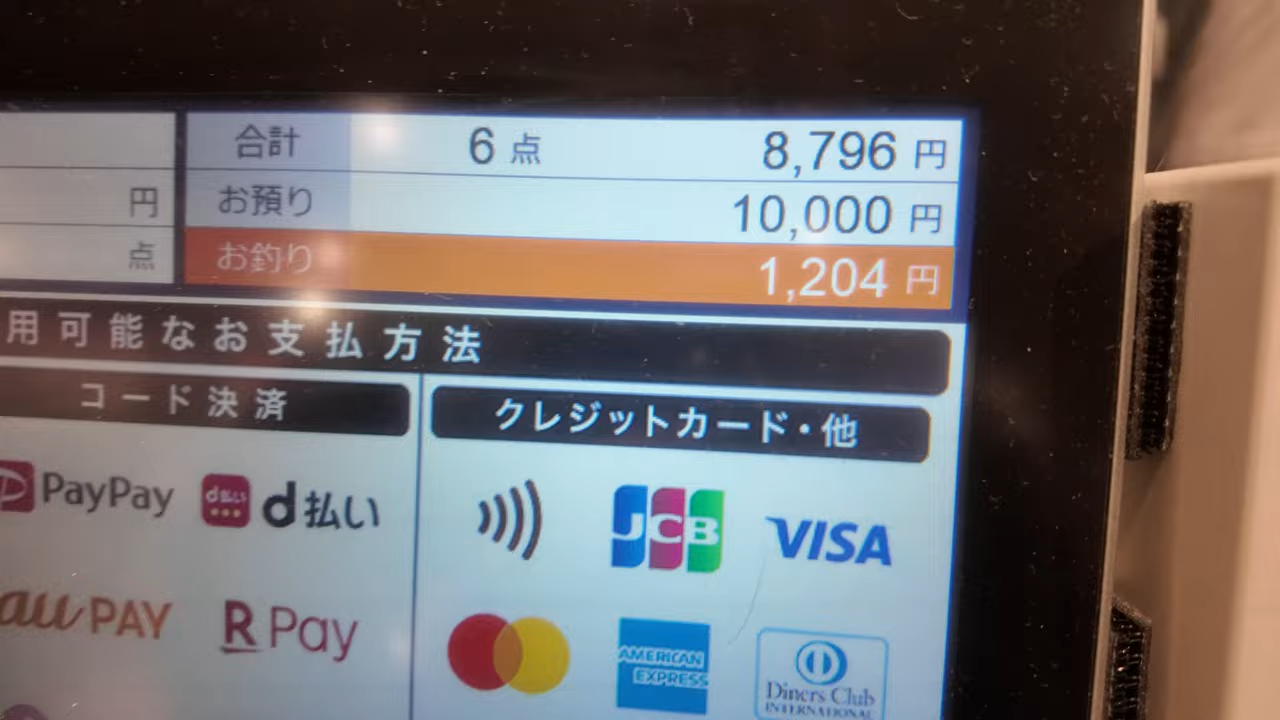 合計 6 点 8,796 円
円 お預り 10,000 円
点 お釣り 1,204 円
用可能なお支払方法
コード決済 クレジットカード・他
PayPay d払い d払い JCB VISA
au PAY R Pay AMERICAN EXPRESS Diners Club INTERNATIONAL